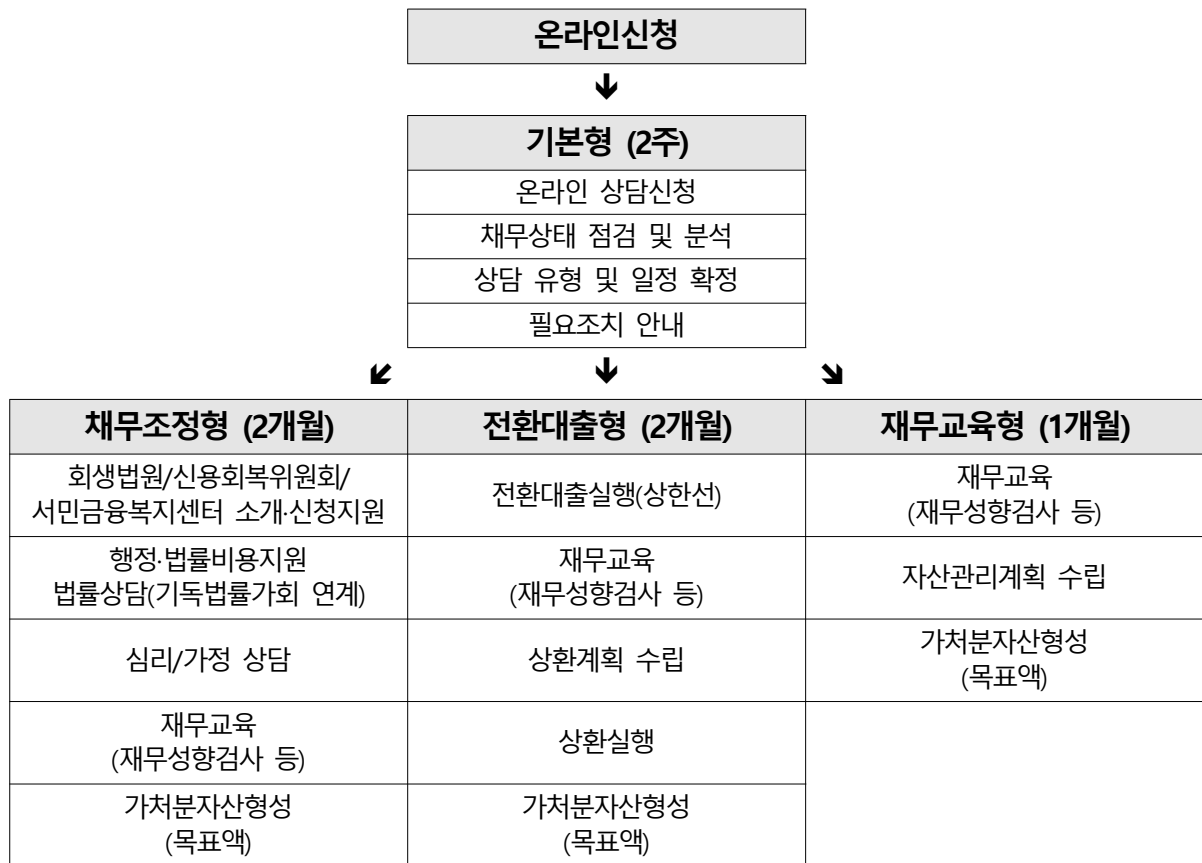 온라인신청
기본형 (2주)
온라인 상담신청
채무상태 점검 및 분석
상담 유형 및 일정 확정
필요조치 안내
채무조정형 (2개월)
회생법원/신용회복위원회/
서민금융복지센터 소개·신청지원
행정·법률비용지원
법률상담(기독법률가회 연계)
심리/가정 상담
재무교육
(재무성향검사 등)
가처분자산형성
(목표액)
전환대출형 (2개월)
전환대출실행(상한선)
재무교육
(재무성향검사 등)
상환계획 수립
상환실행
가처분자산형성
(목표액)
재무교육형 (1개월)
재무교육
(재무성향검사 등)
자산관리계획 수립
가처분자산형성
(목표액)